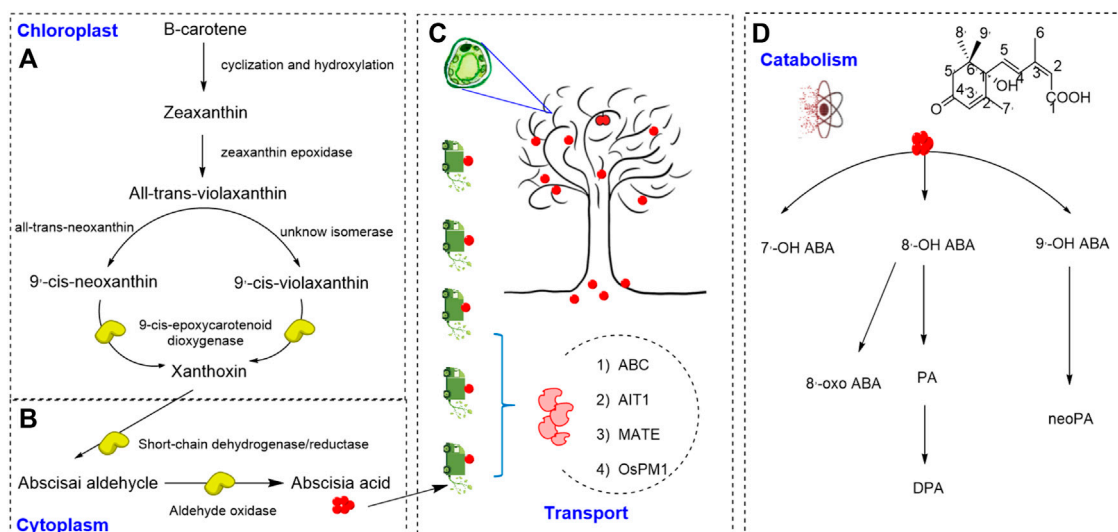 Chloroplast
A
B-carotene
cyclization and hydroxylation
Zeaxanthin
zeaxanthin epoxidase
All-trans-violaxanthin
all-trans-neoxanthin
unknow isomerase
9'-cis-neoxanthin
9'-cis-violaxanthin
9-cis-epoxycarotenoid
dioxygenase
Xanthoxin
B
Short-chain dehydrogenase/reductase
Abscisai aldehycle
Abscisia acid
Aldehyde oxidase
Cytoplasm
C
1) ABC
2) AIT1
3) MATE
4) OsPM1
Transport
D
Catabolism
8' 9' 6
5' 6' 5 3 2
4' OH 4
3' C OOH
O 2' 1
7'
7'-OH ABA
8'-OH ABA
9'-OH ABA
8'-oxo ABA
PA
neoPA
DPA